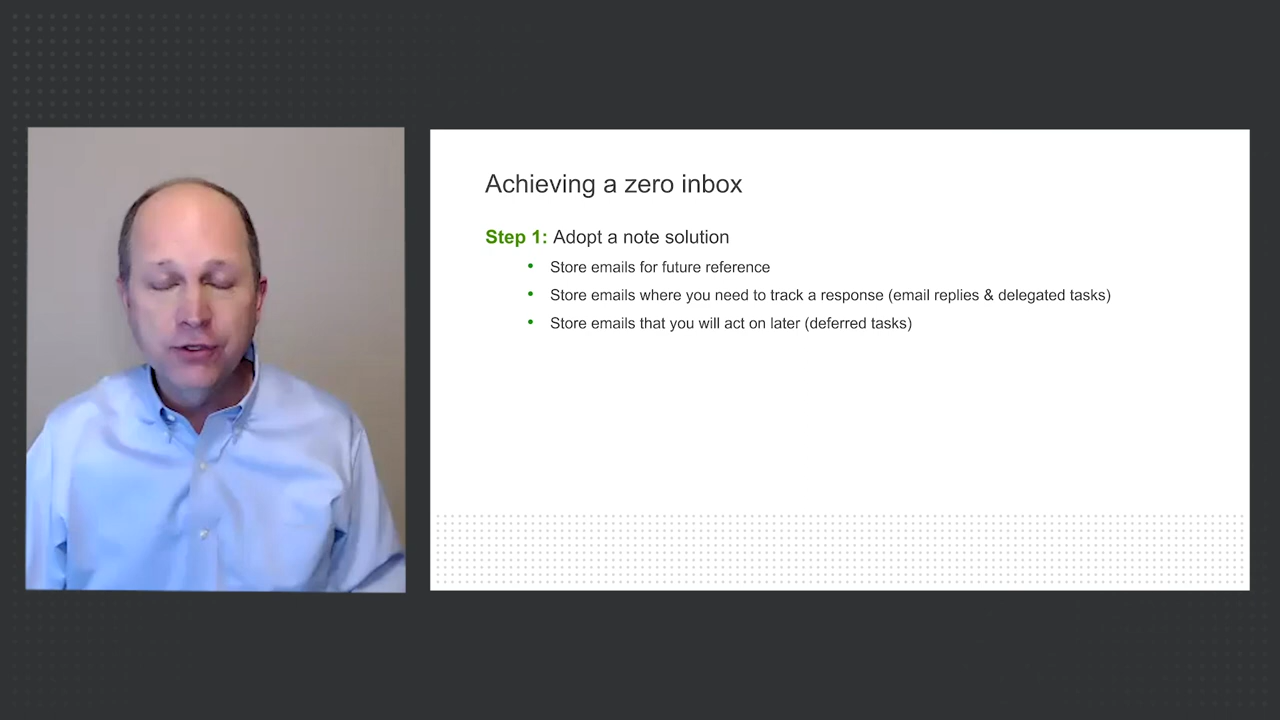 Achieving a zero inbox
Step 1: Adopt a note solution
• Store emails for future reference
• Store emails where you need to track a response (email replies & delegated tasks)
• Store emails that you will act on later (deferred tasks)